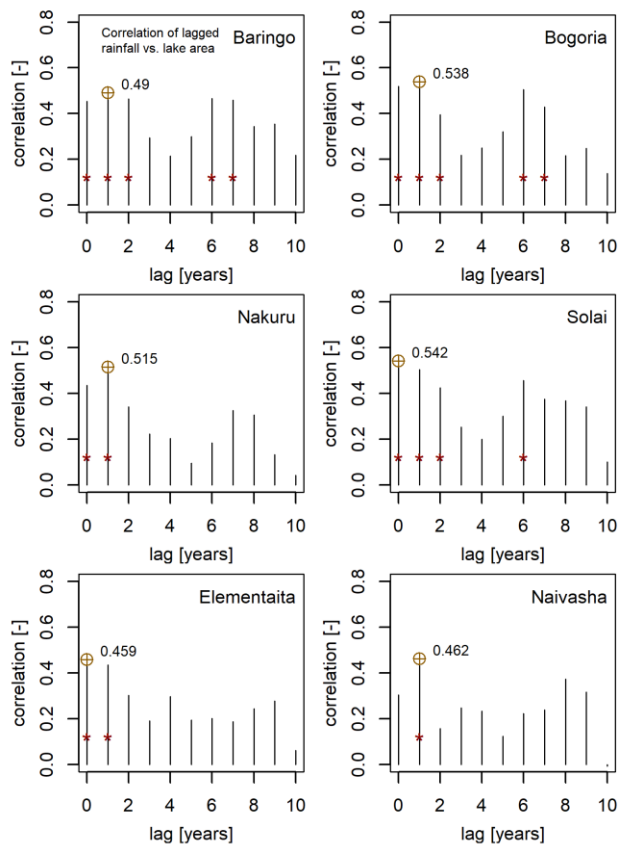 Correlation of lagged
rainfall vs. lake area
Baringo
0.49
correlation [-]
0.0 0.2 0.4 0.6 0.8
0 2 4 6 8 10
lag [years]
Bogoria
0.538
correlation [-]
0.0 0.2 0.4 0.6 0.8
0 2 4 6 8 10
lag [years]
Nakuru
0.515
correlation [-]
0.0 0.2 0.4 0.6 0.8
0 2 4 6 8 10
lag [years]
Solai
0.542
correlation [-]
0.0 0.2 0.4 0.6 0.8
0 2 4 6 8 10
lag [years]
Elementaita
0.459
correlation [-]
0.0 0.2 0.4 0.6 0.8
0 2 4 6 8 10
lag [years]
Naivasha
0.462
correlation [-]
0.0 0.2 0.4 0.6 0.8
0 2 4 6 8 10
lag [years]